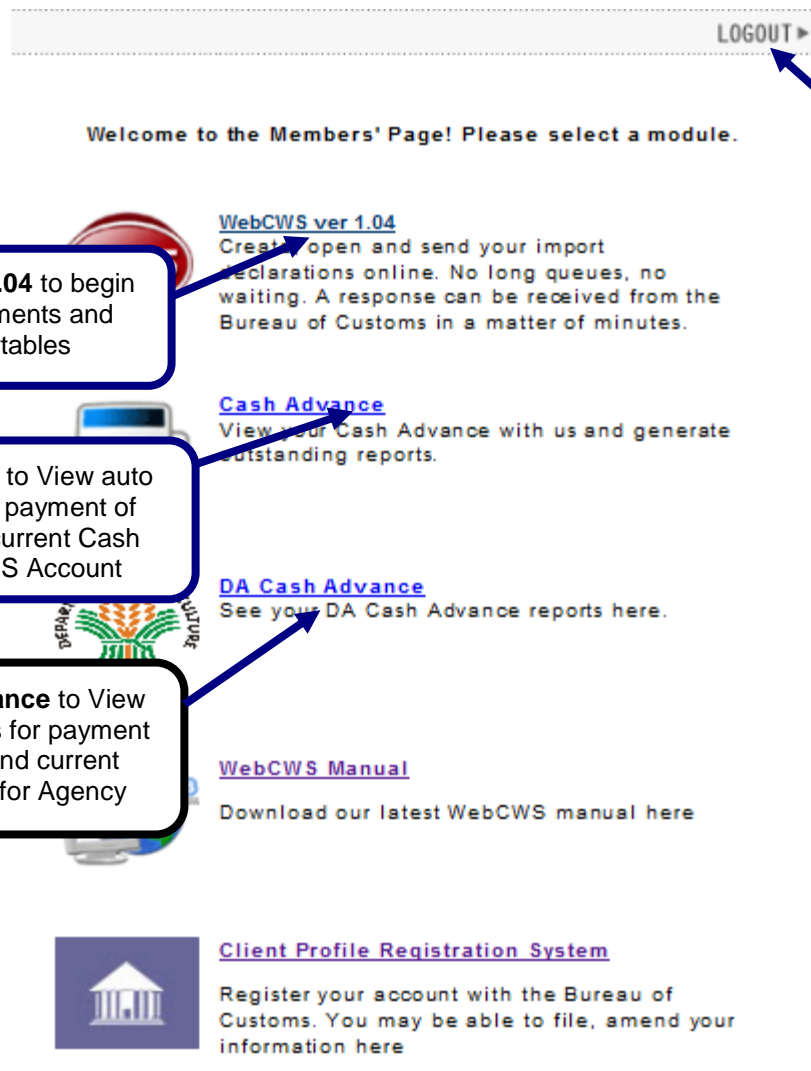 LOGOUT
Welcome to the Members' Page! Please select a module.
WebCWS ver 1.04
Create, open and send your import
declarations online. No long queues, no
waiting. A response can be received from the
Bureau of Customs in a matter of minutes.
.04 to begin
ments and
tables
Cash Advance
View your Cash Advance with us and generate
outstanding reports.
to View auto
payment of
current Cash
S Account
DA Cash Advance
See your DA Cash Advance reports here.
ance to View
s for payment
nd current
for Agency
WebCWS Manual
Download our latest WebCWS manual here
Client Profile Registration System
Register your account with the Bureau of
Customs. You may be able to file, amend your
information here